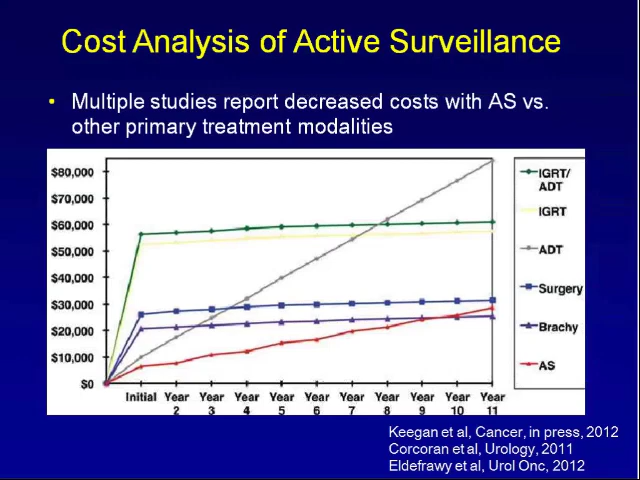 Cost Analysis of Active Surveillance
• Multiple studies report decreased costs with AS vs.
other primary treatment modalities
$80,000
$70,000
$60,000
$50,000
$40,000
$30,000
$20,000
$10,000
$0
Initial Year Year Year Year Year Year Year Year Year Year
2 3 4 5 6 7 8 9 10 11
IGRT/
ADT
IGRT
ADT
Surgery
Brachy
AS
Keegan et al, Cancer, in press, 2012
Corcoran et al, Urology, 2011
Eldefrawy et al, Urol Onc, 2012